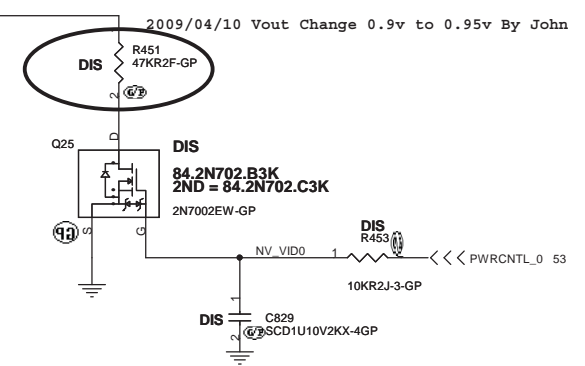 2009/04/10 Vout Change 0.9v to 0.95v By John
R451
DIS
47KR2F-GP
2
G/P
D
Q25
DIS
84.2N702.B3K
2ND = 84.2N702.C3K
2N7002EW-GP
S
G
DIS
R453
NV_VID0
1
PWRCNTL_0 53
10KR2J-3-GP
1
C829
DIS
2
G/P
SCD1U10V2KX-4GP